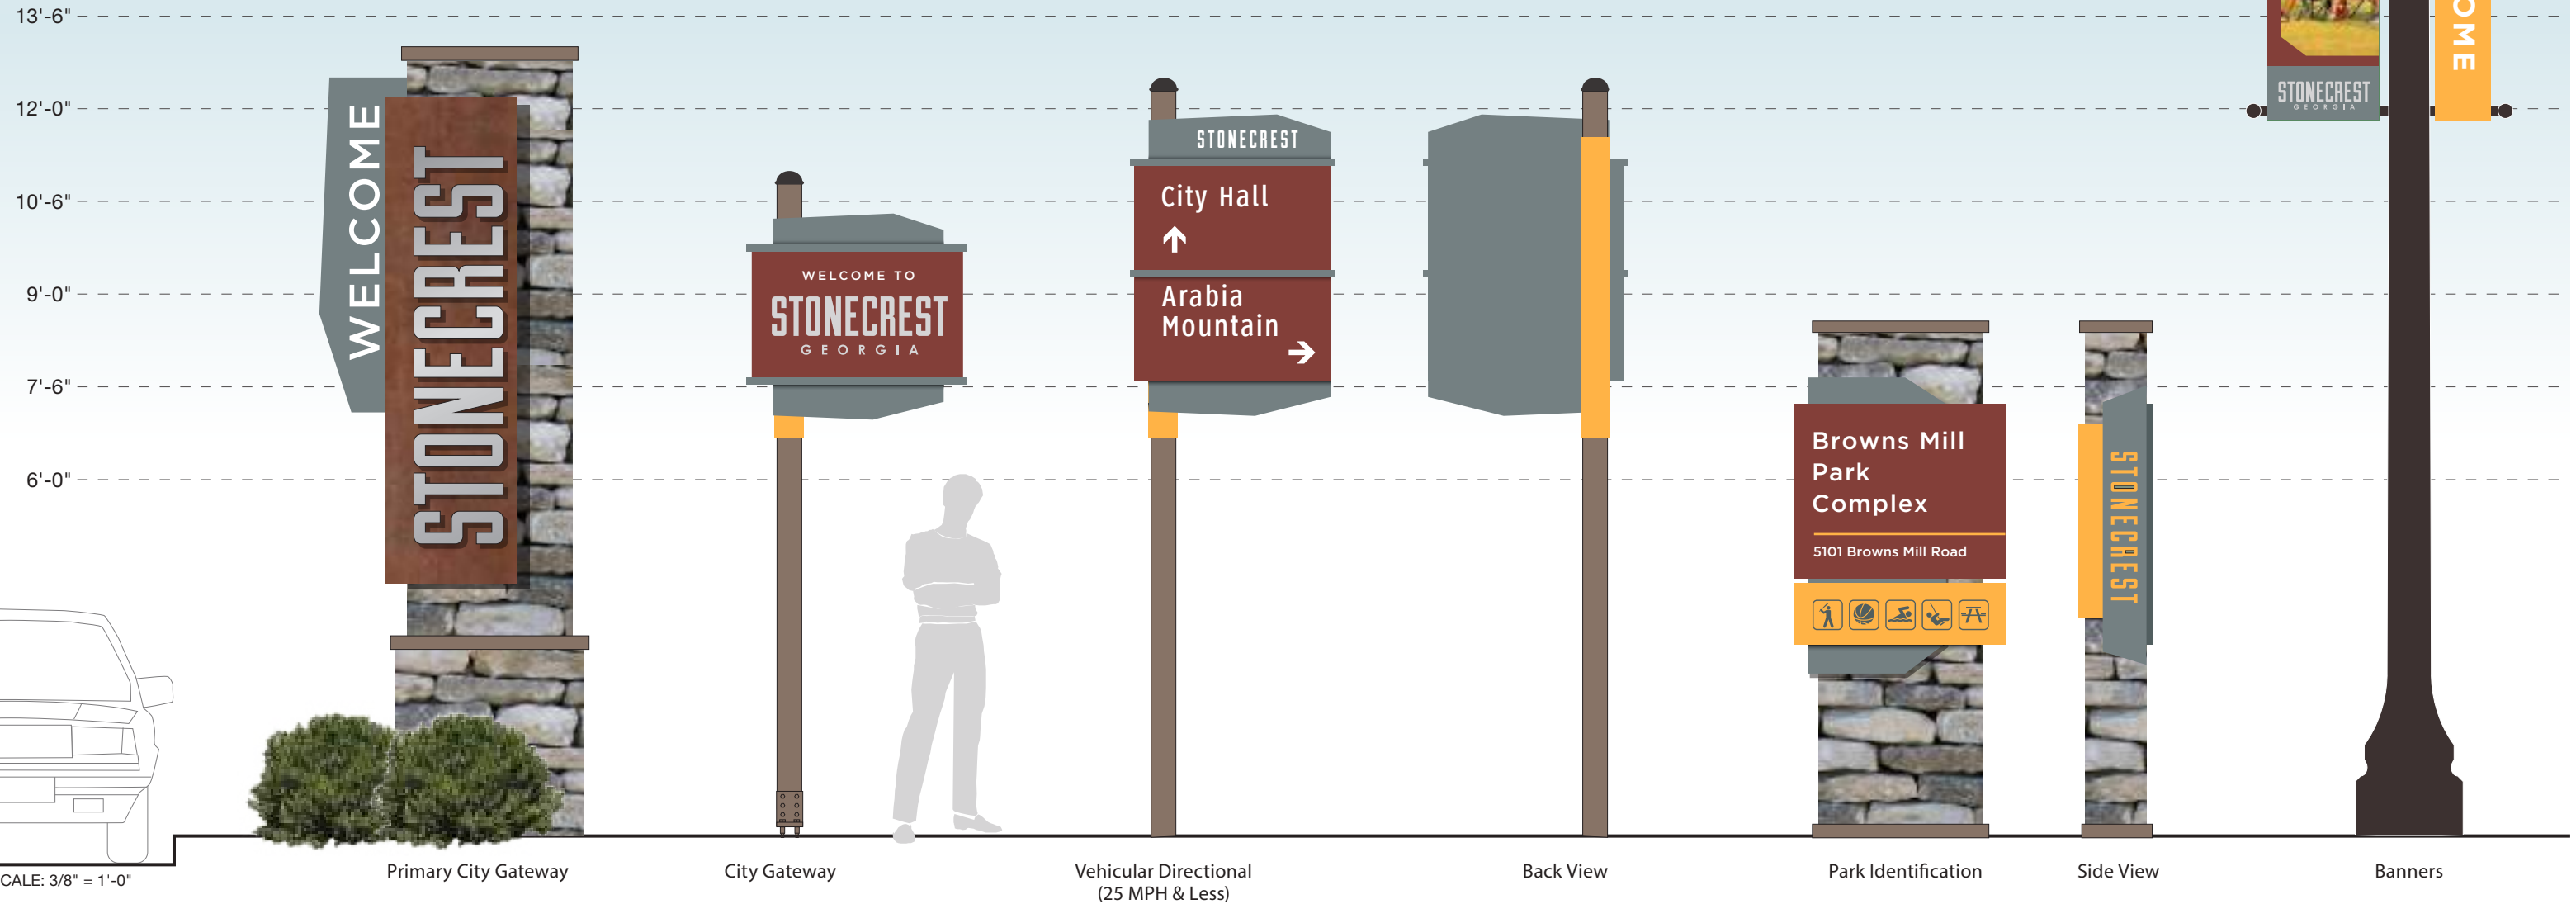 13'-6"
12'-0"
10'-6"
9'-0"
7'-6"
6'-0"
WELCOME
STONECREST
WELCOME TO
STONECREST
GEORGIA
STONECREST
City Hall
Arabia
Mountain
Browns Mill
Park
Complex
5101 Browns Mill Road
STONECREST
STONECREST
GEORGIA
OME
CALE: 3/8" = 1'-0"
Primary City Gateway
City Gateway
Vehicular Directional
(25 MPH & Less)
Back View
Park Identification
Side View
Banners